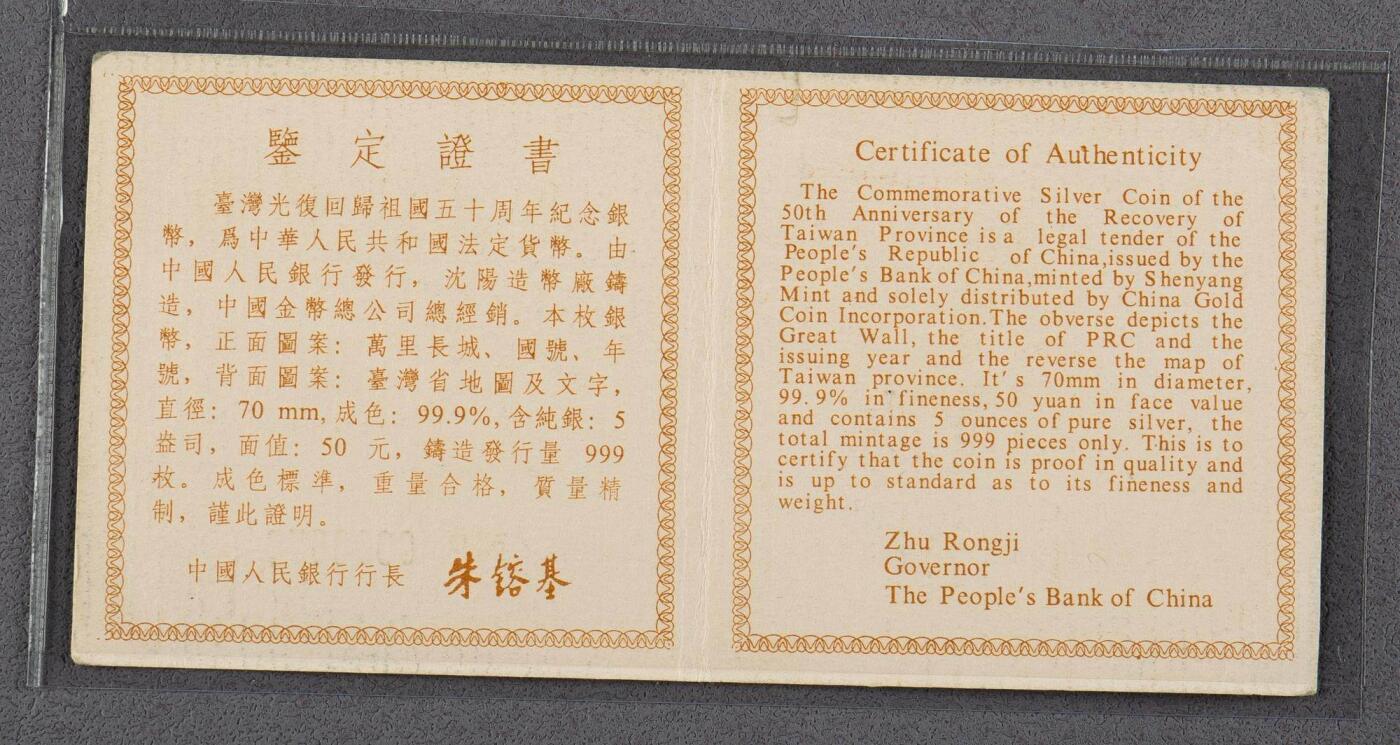 鑒定證書
臺灣光復回歸祖國五十周年紀念銀
幣，爲中華人民共和國法定貨幣。由
中國人民銀行發行，沈陽造幣廠鑄
造，中國金幣總公司總經銷。本枚銀
幣，正面圖案：萬里長城、國號、年
號，背面圖案：臺灣省地圖及文字，
直徑：70 mm，成色：99.9%，含純銀：5
盎司，面值：50 元，鑄造發行量 999
枚。成色標準，重量合格，質量精
制，謹此證明。
中國人民銀行行長 朱鎔基
Certificate of Authenticity
The Commemorative Silver Coin of the
50th Anniversary of the Recovery of
Taiwan Province is a legal tender of the
People's Republic of China,issued by the
People's Bank of China,minted by Shenyang
Mint and solely distributed by China Gold
Coin Incorporation.The obverse depicts the
Great Wall, the title of PRC and the
issuing year and the reverse the map of
Taiwan province. It's 70mm in diameter,
99.9% in fineness,50 yuan in face value
and contains 5 ounces of pure silver, the
total mintage is 999 pieces only. This is to
certify that the coin is proof in quality and
is up to standard as to its fineness and
weight.
Zhu Rongji
Governor
The People's Bank of China